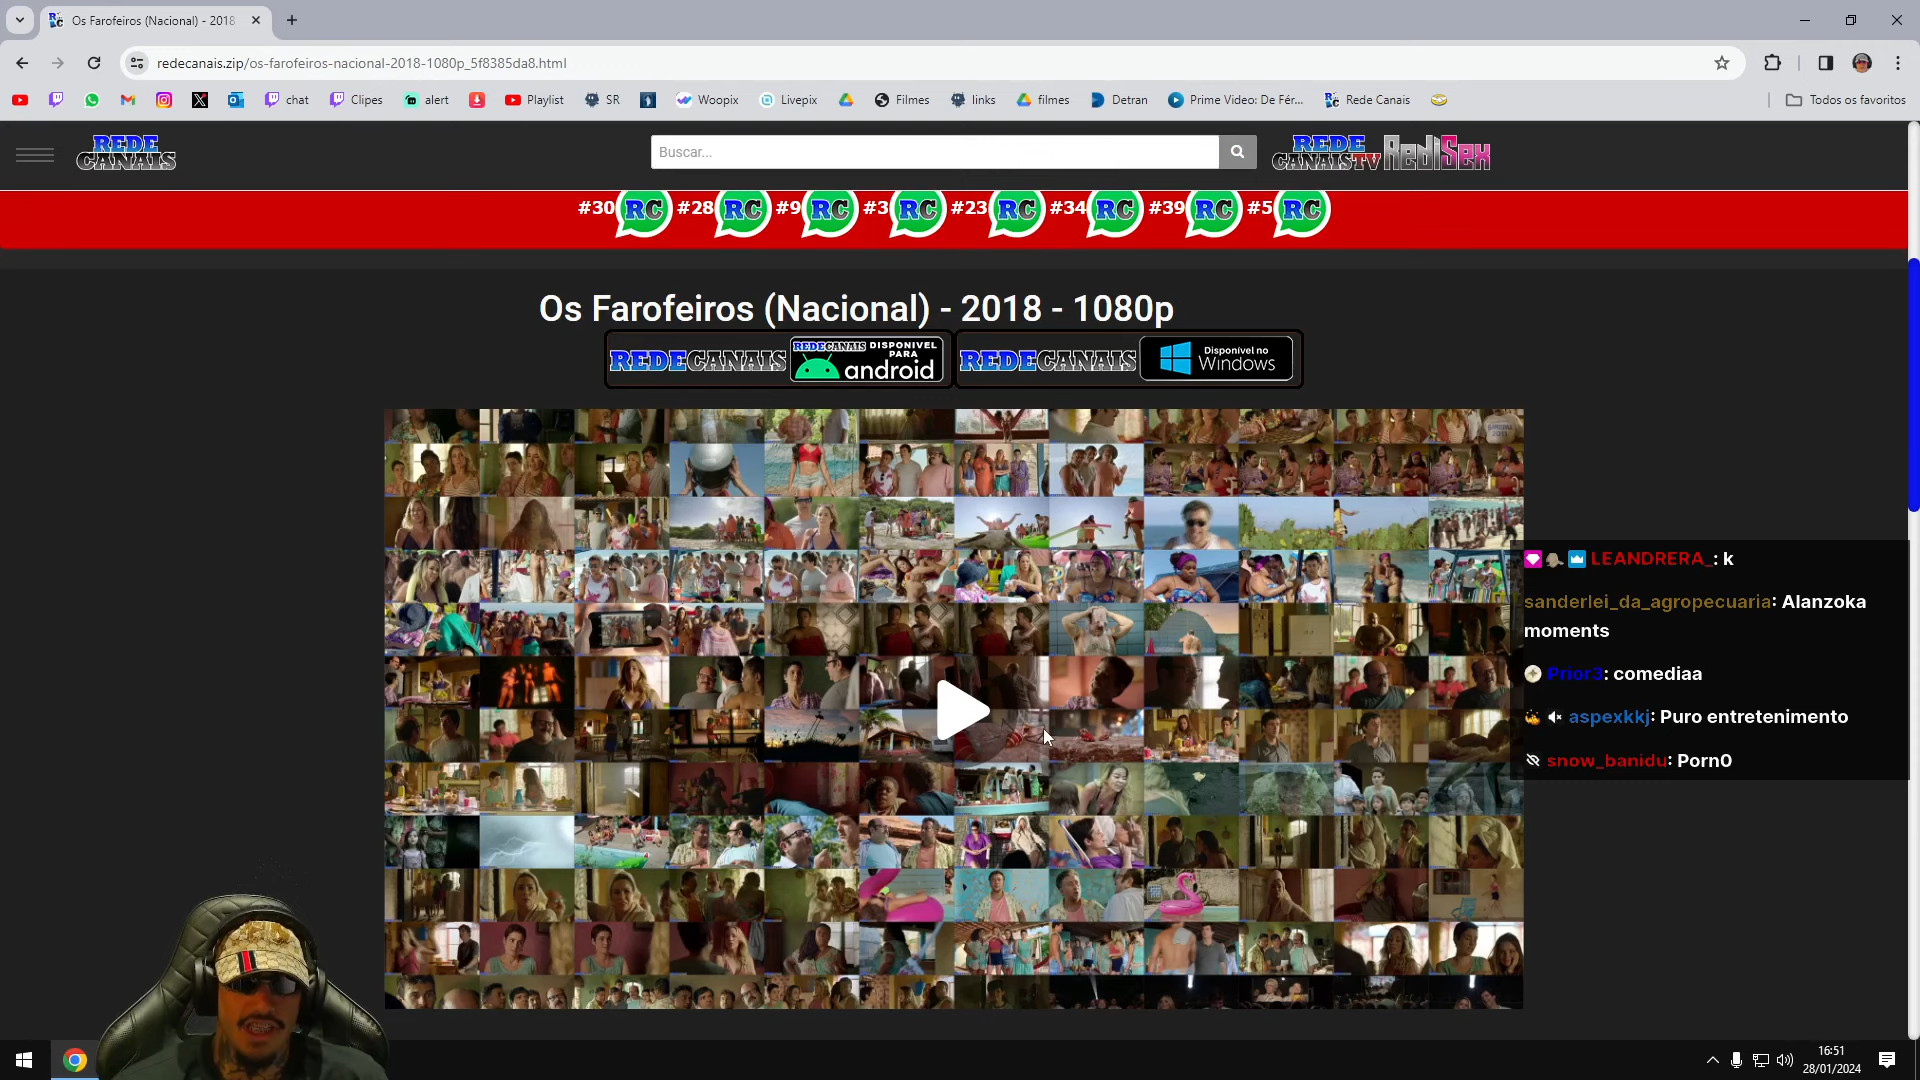 Os Farofeiros (Nacional) - 2018
redecanais.zip/os-farofeiros-nacional-2018-1080p_5f8385da8.html
chat
Clipes
alert
Playlist
SR
Woopix
Livepix
Filmes
links
filmes
Detran
Prime Video: De Fér...
Rede Canais
Todos os favoritos
REDE
CANAIS
Buscar...
REDE
CANAISTV
RediSex
#30 RC #28 RC #9 RC #3 RC #23 RC #34 RC #39 RC #5 RC
Os Farofeiros (Nacional) - 2018 - 1080p
REDECANAIS
REDECANAIS DISPONIVEL
PARA
android
REDECANAIS
Disponível no
Windows
LEANDRERA_: k
sanderlei_da_agropecuaria: Alanzoka
moments
Prior3: comediaa
aspexkkj: Puro entretenimento
snow_banidu: Porn0
16:51
28/01/2024